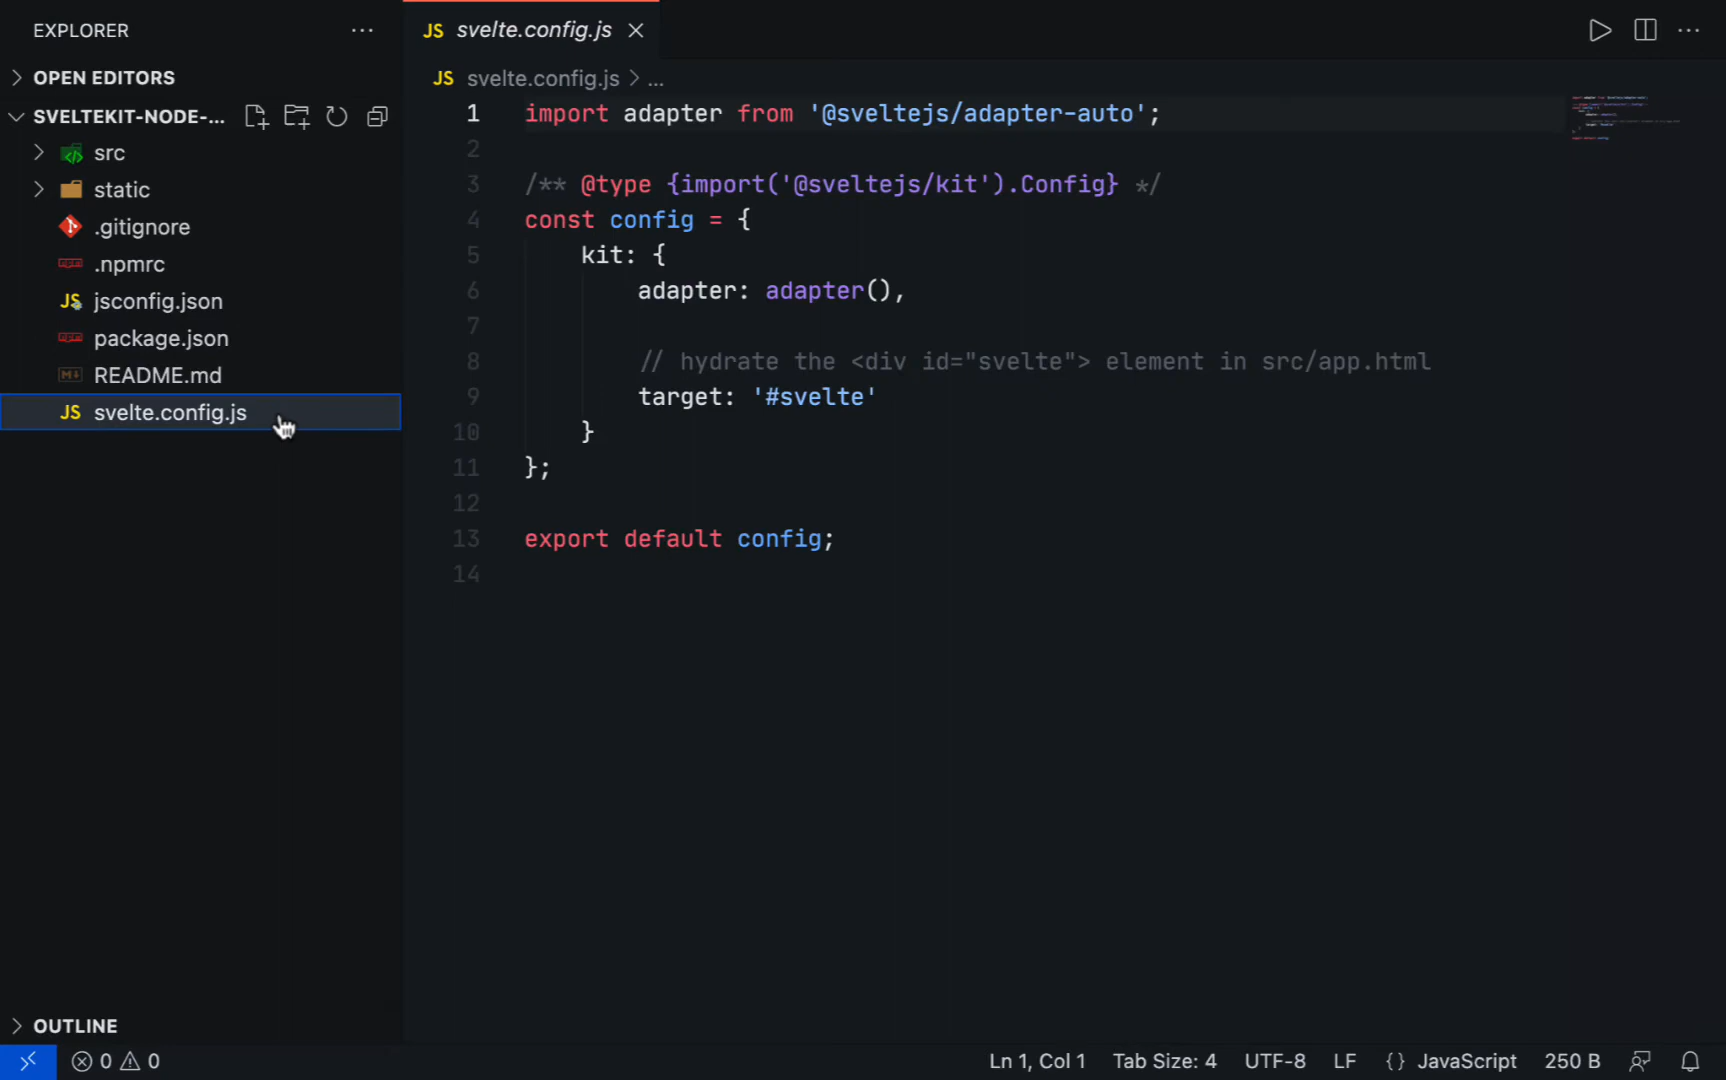 EXPLORER
OPEN EDITORS
SVELTEKIT-NODE-...
src
static
.gitignore
.npmrc
jsconfig.json
package.json
README.md
JS svelte.config.js
OUTLINE
JS svelte.config.js
JS svelte.config.js > ...
1 import adapter from '@sveltejs/adapter-auto';
2
3 /** @type {import('@sveltejs/kit').Config} */
4 const config = {
5 kit: {
6 adapter: adapter(),
7
8 // hydrate the <div id="svelte"> element in src/app.html
9 target: '#svelte'
10 }
11 };
12
13 export default config;
14
0 0 Ln 1, Col 1 Tab Size: 4 UTF-8 LF {} JavaScript 250 B